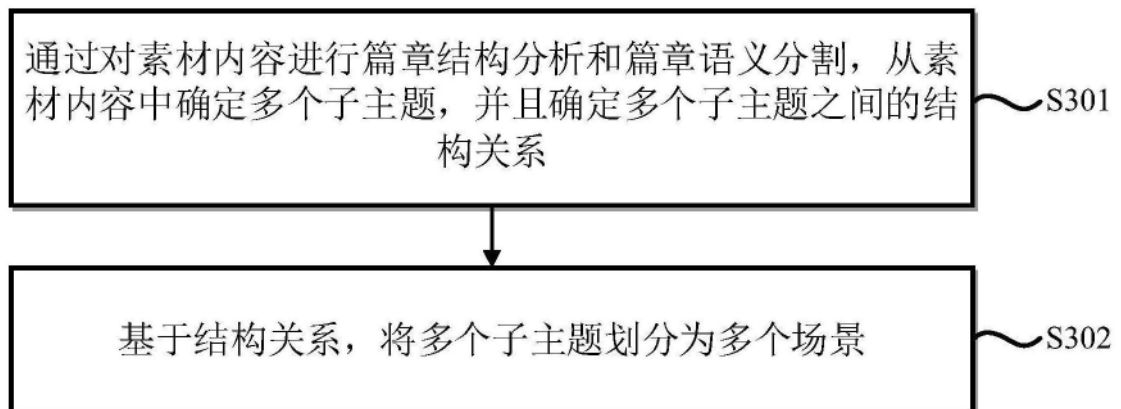 通过对素材内容进行篇章结构分析和篇章语义分割，从素
材内容中确定多个子主题，并且确定多个子主题之间的结
构关系
S301
基于结构关系，将多个子主题划分为多个场景
S302